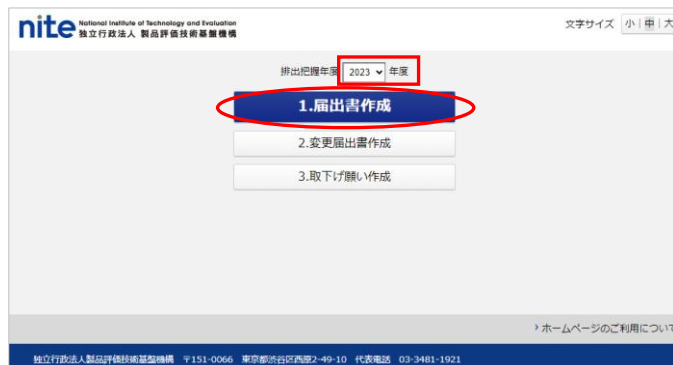 nite National Institute of Technology and Evaluation
独立行政法人 製品評価技術基盤機構
文字サイズ 小 中 大
排出把握年度 2023 年度
1.届出書作成
2.変更届出書作成
3.取下げ願い作成
ホームページのご利用について
独立行政法人製品評価技術基盤機構 〒151-0066 東京都渋谷区西原2-49-10 代表電話 03-3481-1921